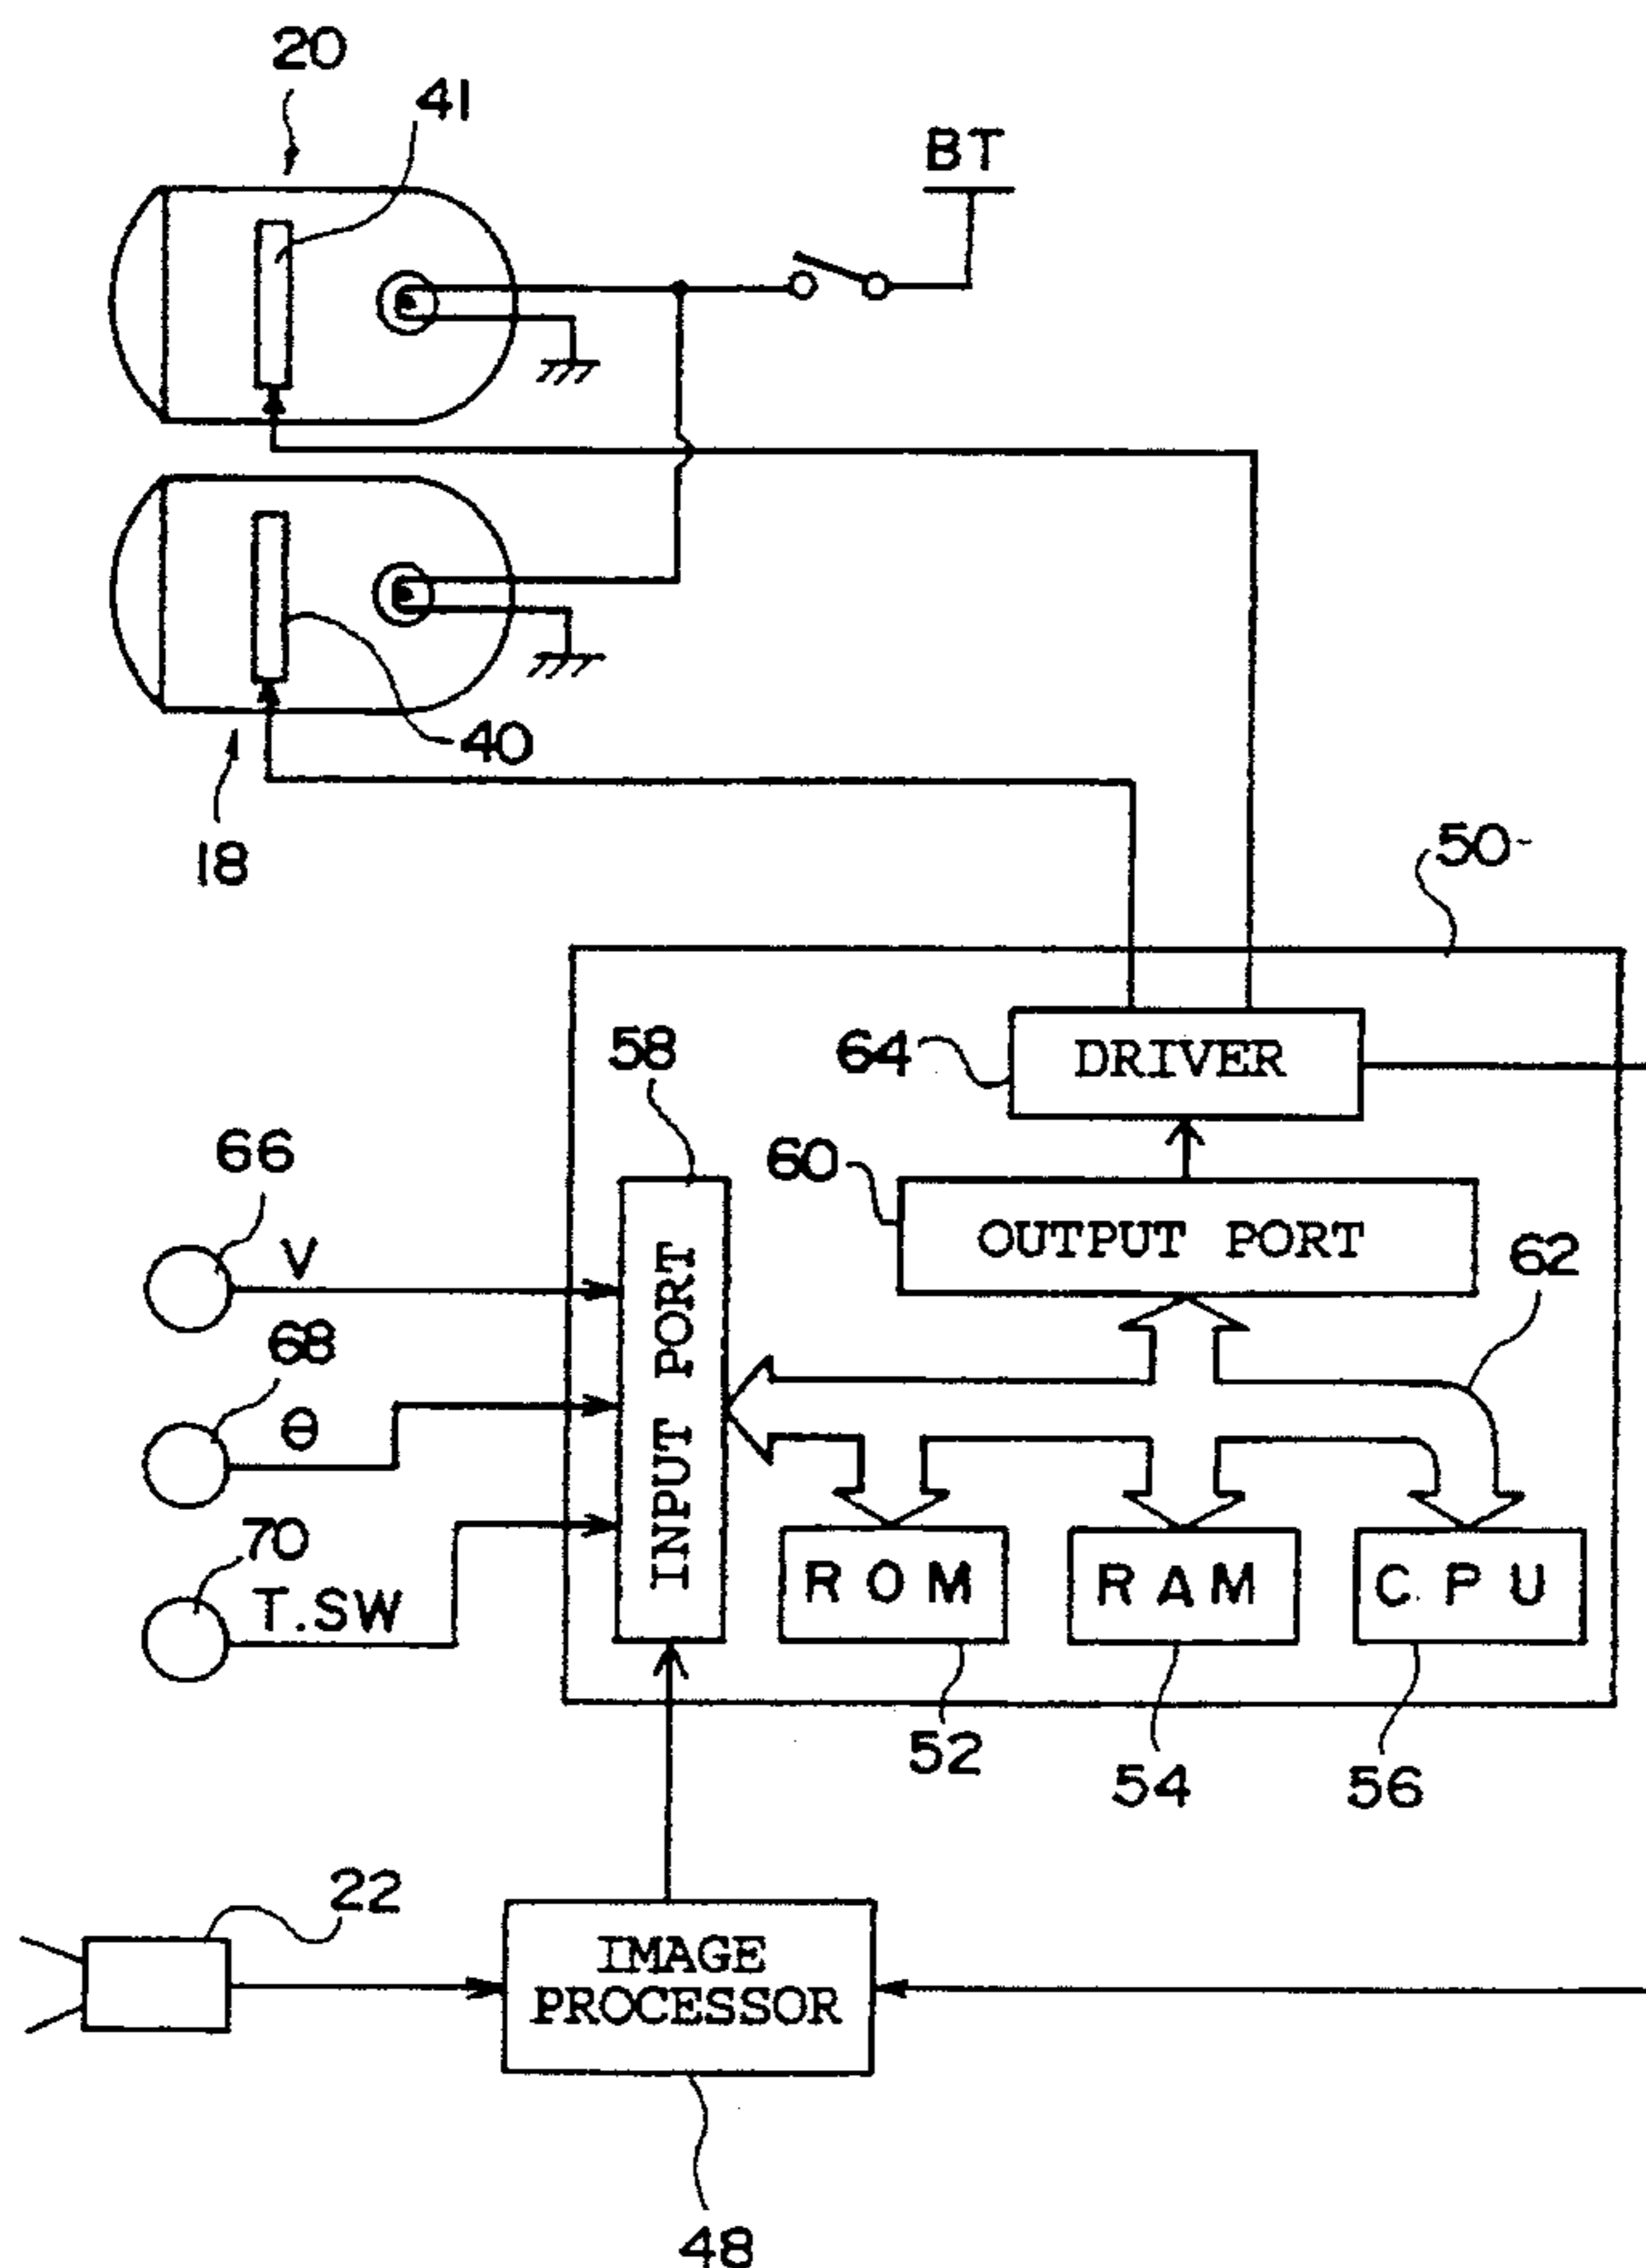 20
41
BT
40
18
50
64
DRIVER
58
60
OUTPUT PORT
66
V
62
68
θ
INPUT PORT
70
T.SW
ROM
RAM
CPU
52
54
56
22
IMAGE
PROCESSOR
48